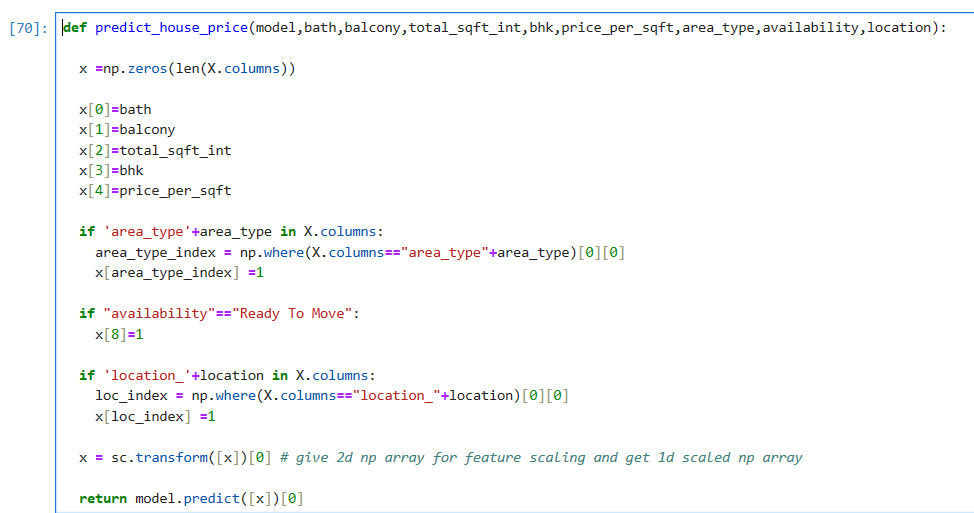 [70]: def predict_house_price(model,bath,balcony,total_sqft_int,bhk,price_per_sqft,area_type,availability,location):
x =np.zeros(len(X.columns))
x[0]=bath
x[1]=balcony
x[2]=total_sqft_int
x[3]=bhk
x[4]=price_per_sqft
if 'area_type'+area_type in X.columns:
area_type_index = np.where(X.columns=="area_type"+area_type)[0][0]
x[area_type_index] =1
if "availability"=="Ready To Move":
x[8]=1
if 'location_'+location in X.columns:
loc_index = np.where(X.columns=="location_"+location)[0][0]
x[loc_index] =1
x = sc.transform([x])[0] # give 2d np array for feature scaling and get 1d scaled np array
return model.predict([x])[0]